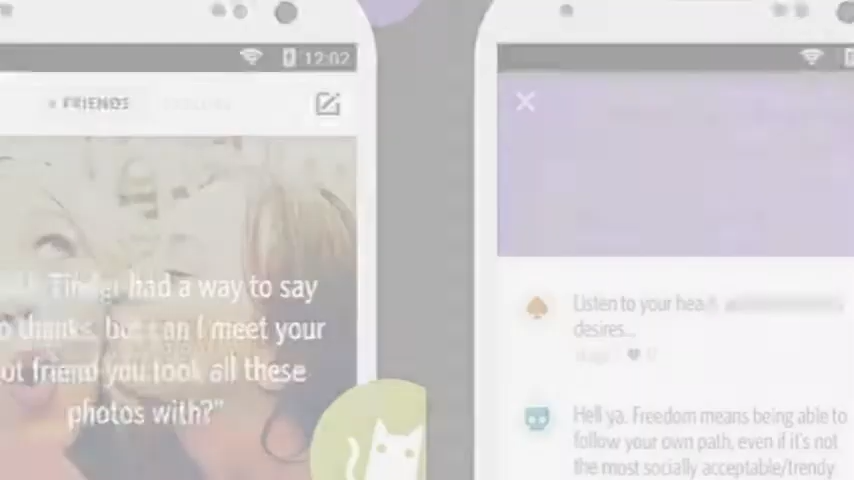 12:02
FRIENDS
Tinder had a way to say
thanks, but can I meet your
friend you took all these
photos with?"
Listen to your heart,
desires...
Hell ya. Freedom means being able to
follow your own path, even if it's not
the most socially acceptable/trendy